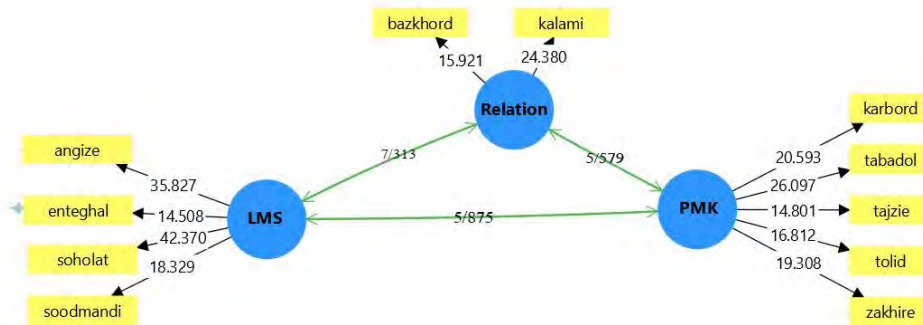 bazkhord
kalami
15.921
24.380
Relation
karbord
angize
7/313
5/579
20.593
tabadol
35.827
26.097
enteghal
14.508
LMS
5/875
PMK
14.801
tajzie
42.370
16.812
soholat
18.329
19.308
tolid
soodmandi
zakhire